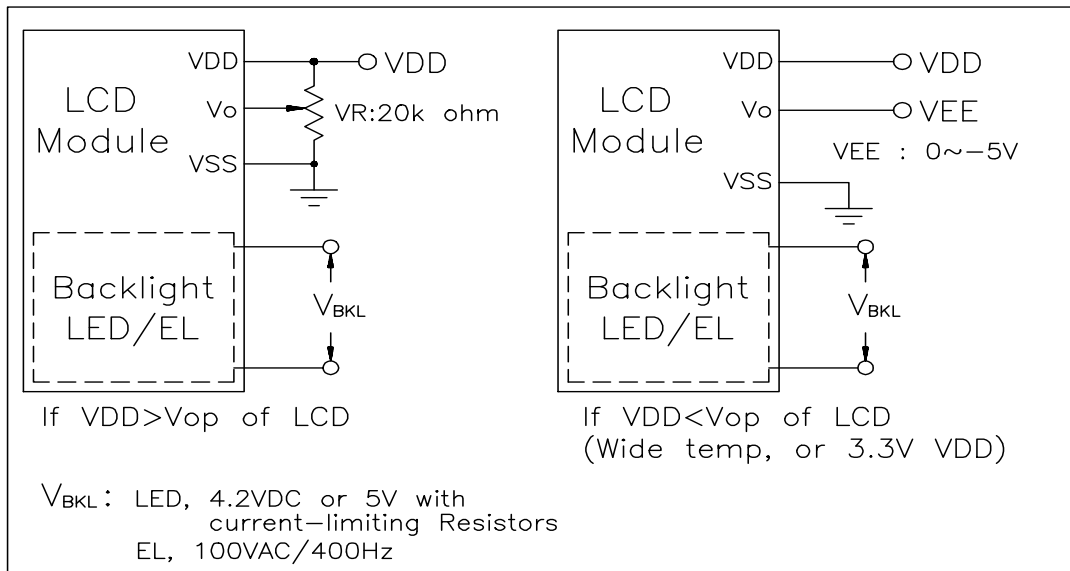 VDD
VDD
LCD
Module
Vo
VR:20k ohm
VSS
Backlight
LED/EL
VBKL
If VDD>Vop of LCD
VDD
VDD
LCD
Module
Vo
VEE
VEE : 0~-5V
VSS
Backlight
LED/EL
VBKL
If VDD<Vop of LCD
(Wide temp, or 3.3V VDD)
VBKL: LED, 4.2VDC or 5V with
current-limiting Resistors
EL, 100VAC/400Hz